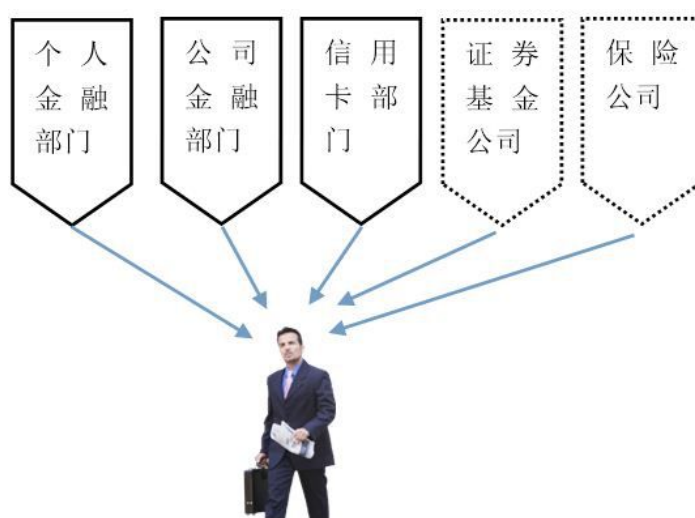 个人
金融
部门
公司
金融
部门
信用
卡部
门
证券
基金
公司
保险
公司